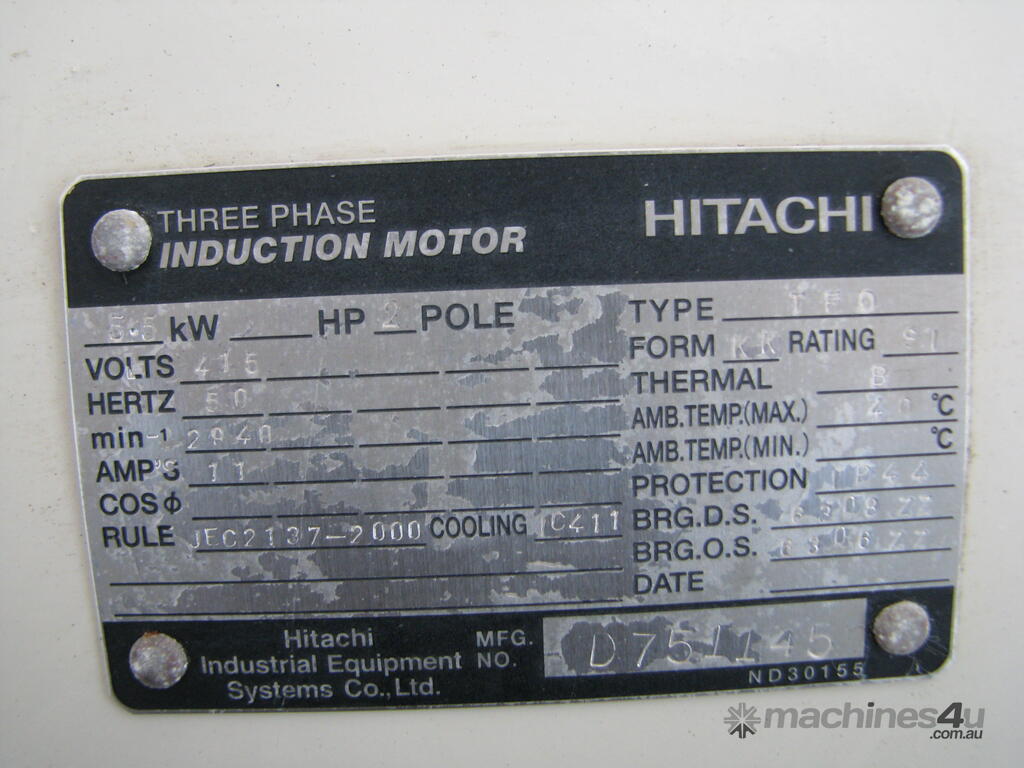 THREE PHASE
INDUCTION MOTOR
HITACHI
5.5 kW HP 2 POLE
VOLTS 415
HERTZ 50
min-1 2940
AMP'S 11
COS φ
RULE JEC2137-2000 COOLING IC411
TYPE TFO
FORM KK RATING S1
THERMAL B
AMB.TEMP.(MAX.) 40 °C
AMB.TEMP.(MIN.) °C
PROTECTION IP44
BRG.D.S. 6308ZZ
BRG.O.S. 6306ZZ
DATE
Hitachi
Industrial Equipment
Systems Co.,Ltd.
MFG.
NO.
D751145
ND30155
machines4u
.com.au